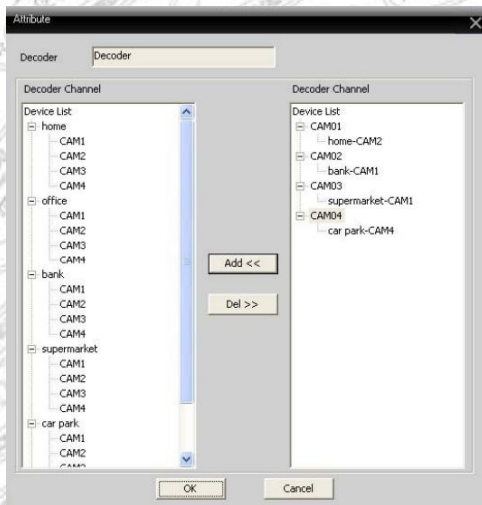 Attribute
Decoder Decoder
Decoder Channel
Device List
home
CAM1
CAM2
CAM3
CAM4
office
CAM1
CAM2
CAM3
CAM4
bank
CAM1
CAM2
CAM3
CAM4
supermarket
CAM1
CAM2
CAM3
CAM4
car park
CAM1
CAM2
CAM3
Add <<
Del >>
Decoder Channel
Device List
CAM01
home-CAM2
CAM02
bank-CAM1
CAM03
supermarket-CAM1
CAM04
car park-CAM4
OK
Cancel